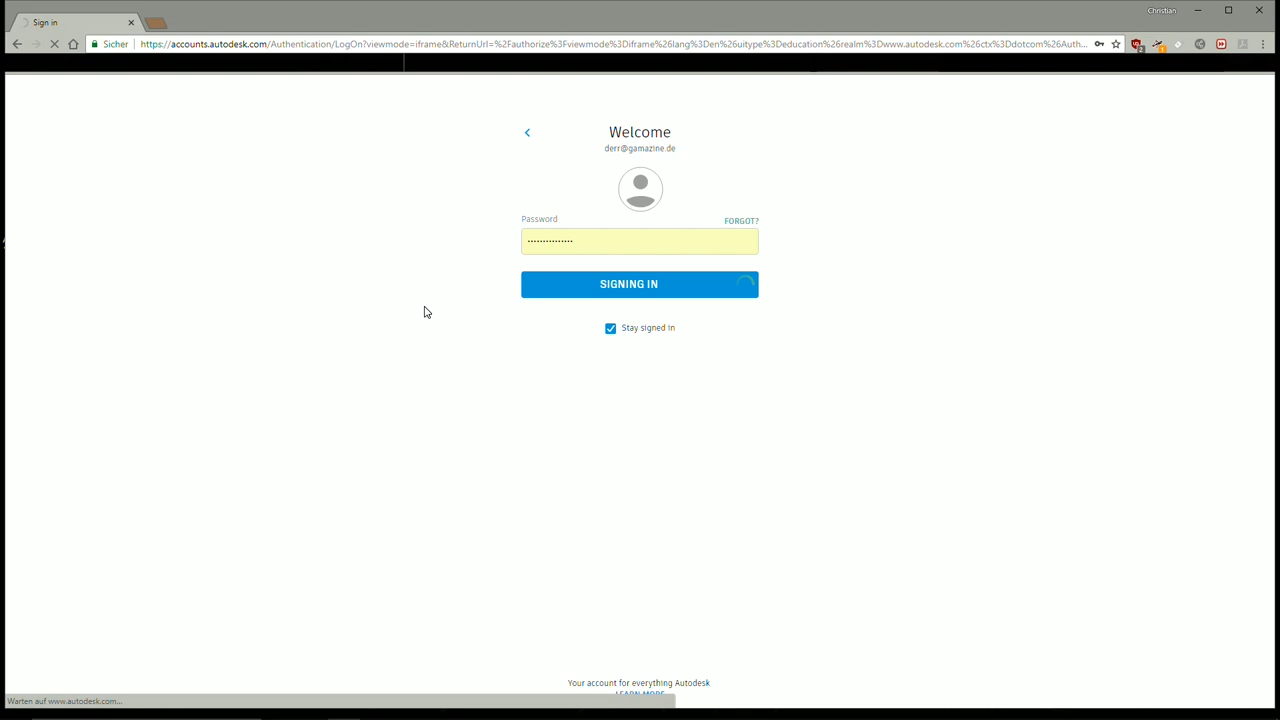 Sign in
Christian
Sicher
https://accounts.autodesk.com/Authentication/LogOn?viewmode=iframe&ReturnUrl=%2Fauthorize%3Fviewmode%3Diframe%26lang%3Den%26uitype%3Deducation%26realm%3Dwww.autodesk.com%26ctx%3Ddotcom%26Auth...
Welcome
derr@gamazine.de
Password
FORGOT?
SIGNING IN
Stay signed in
Your account for everything Autodesk
LEARN MORE
Warten auf www.autodesk.com...